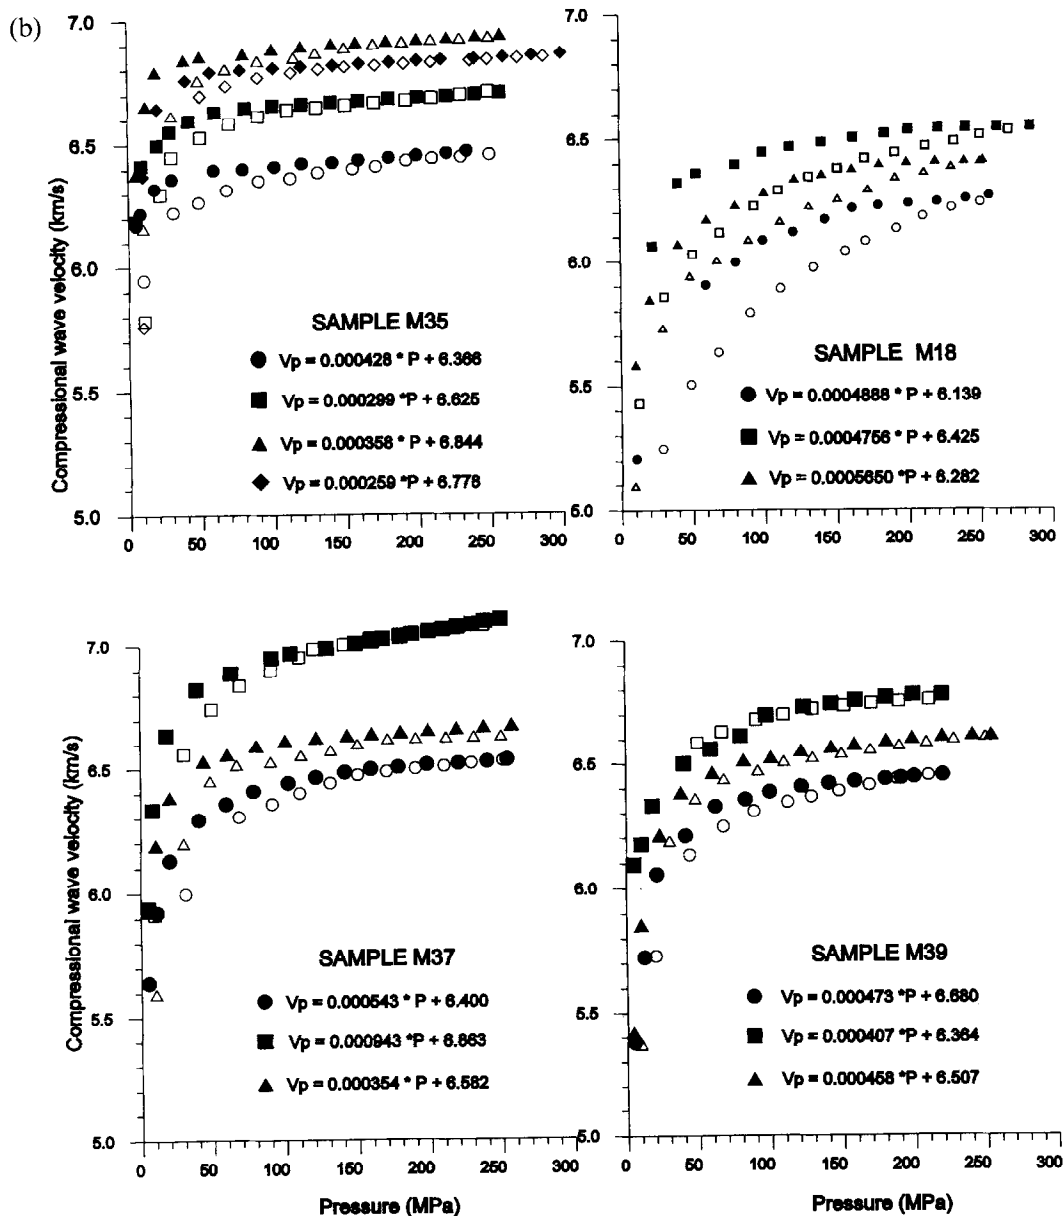 (b)
Compressional wave velocity (km/s)
7.0
6.5
6.0
5.5
5.0
0 50 100 150 200 250 300
SAMPLE M35
Vp = 0.000428 * P + 6.366
Vp = 0.000299 *P + 6.625
Vp = 0.000358 * P + 6.844
Vp = 0.000259 *P + 6.778
7.0
6.5
6.0
5.5
5.0
0 50 100 150 200 250 300
SAMPLE M18
Vp = 0.0004888 * P + 6.139
Vp = 0.0004756 * P + 6.425
Vp = 0.0005650 *P + 6.282
Compressional wave velocity (km/s)
7.0
6.5
6.0
5.5
5.0
0 50 100 150 200 250 300
Pressure (MPa)
SAMPLE M37
Vp = 0.000543 * P + 6.400
Vp = 0.000943 *P + 6.863
Vp = 0.000354 * P + 6.582
7.0
6.5
6.0
5.5
5.0
0 50 100 150 200 250 300
Pressure (MPa)
SAMPLE M39
Vp = 0.000473 *P + 6.680
Vp = 0.000407 *P + 6.364
Vp = 0.000458 *P + 6.507